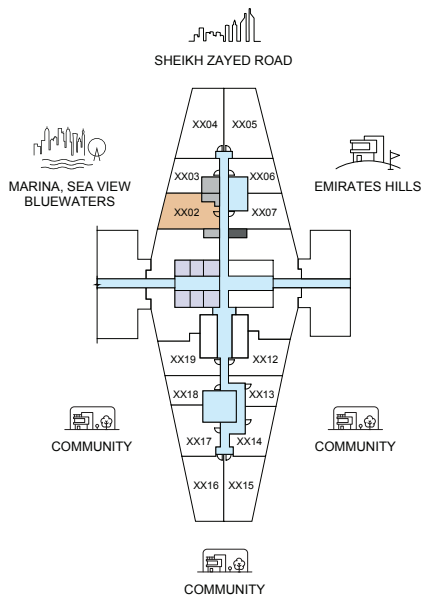 SHEIKH ZAYED ROAD
XX04
XX05
MARINA, SEA VIEW
BLUEWATERS
XX03
XX06
EMIRATES HILLS
XX02
XX07
XX19
XX12
XX18
XX13
COMMUNITY
XX17
XX14
COMMUNITY
XX16
XX15
COMMUNITY